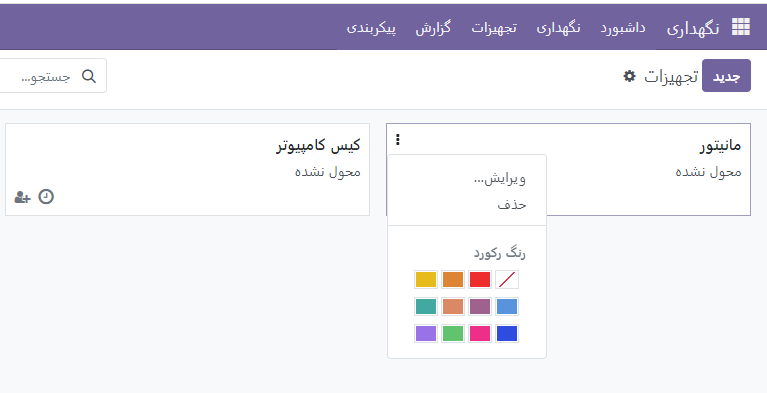 نگهداری داشبورد نگهداری تجهیزات گزارش پیکربندی
جدید تجهیزات جستجو...
مانیتور
محول نشده
ویرایش...
حذف
رنگ رکورد
کیس کامپیوتر
محول نشده